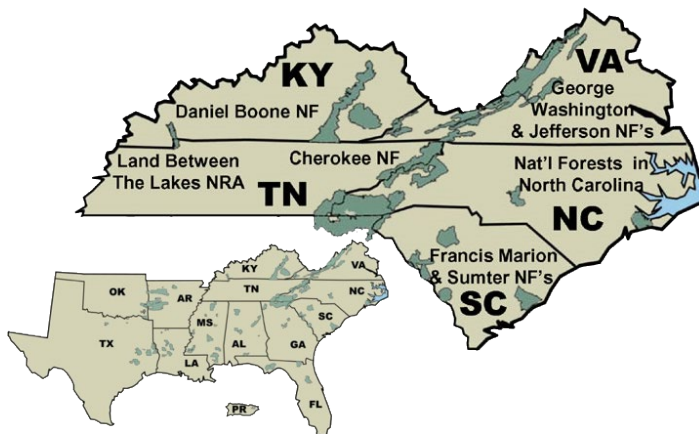 KY
VA
Daniel Boone NF
George
Washington
& Jefferson NF's
Land Between
The Lakes NRA
Cherokee NF
Nat'l Forests in
North Carolina
TN
NC
Francis Marion
& Sumter NF's
SC
KY
VA
OK
AR
TN
NC
MS
SC
TX
AL
GA
LA
FL
PR